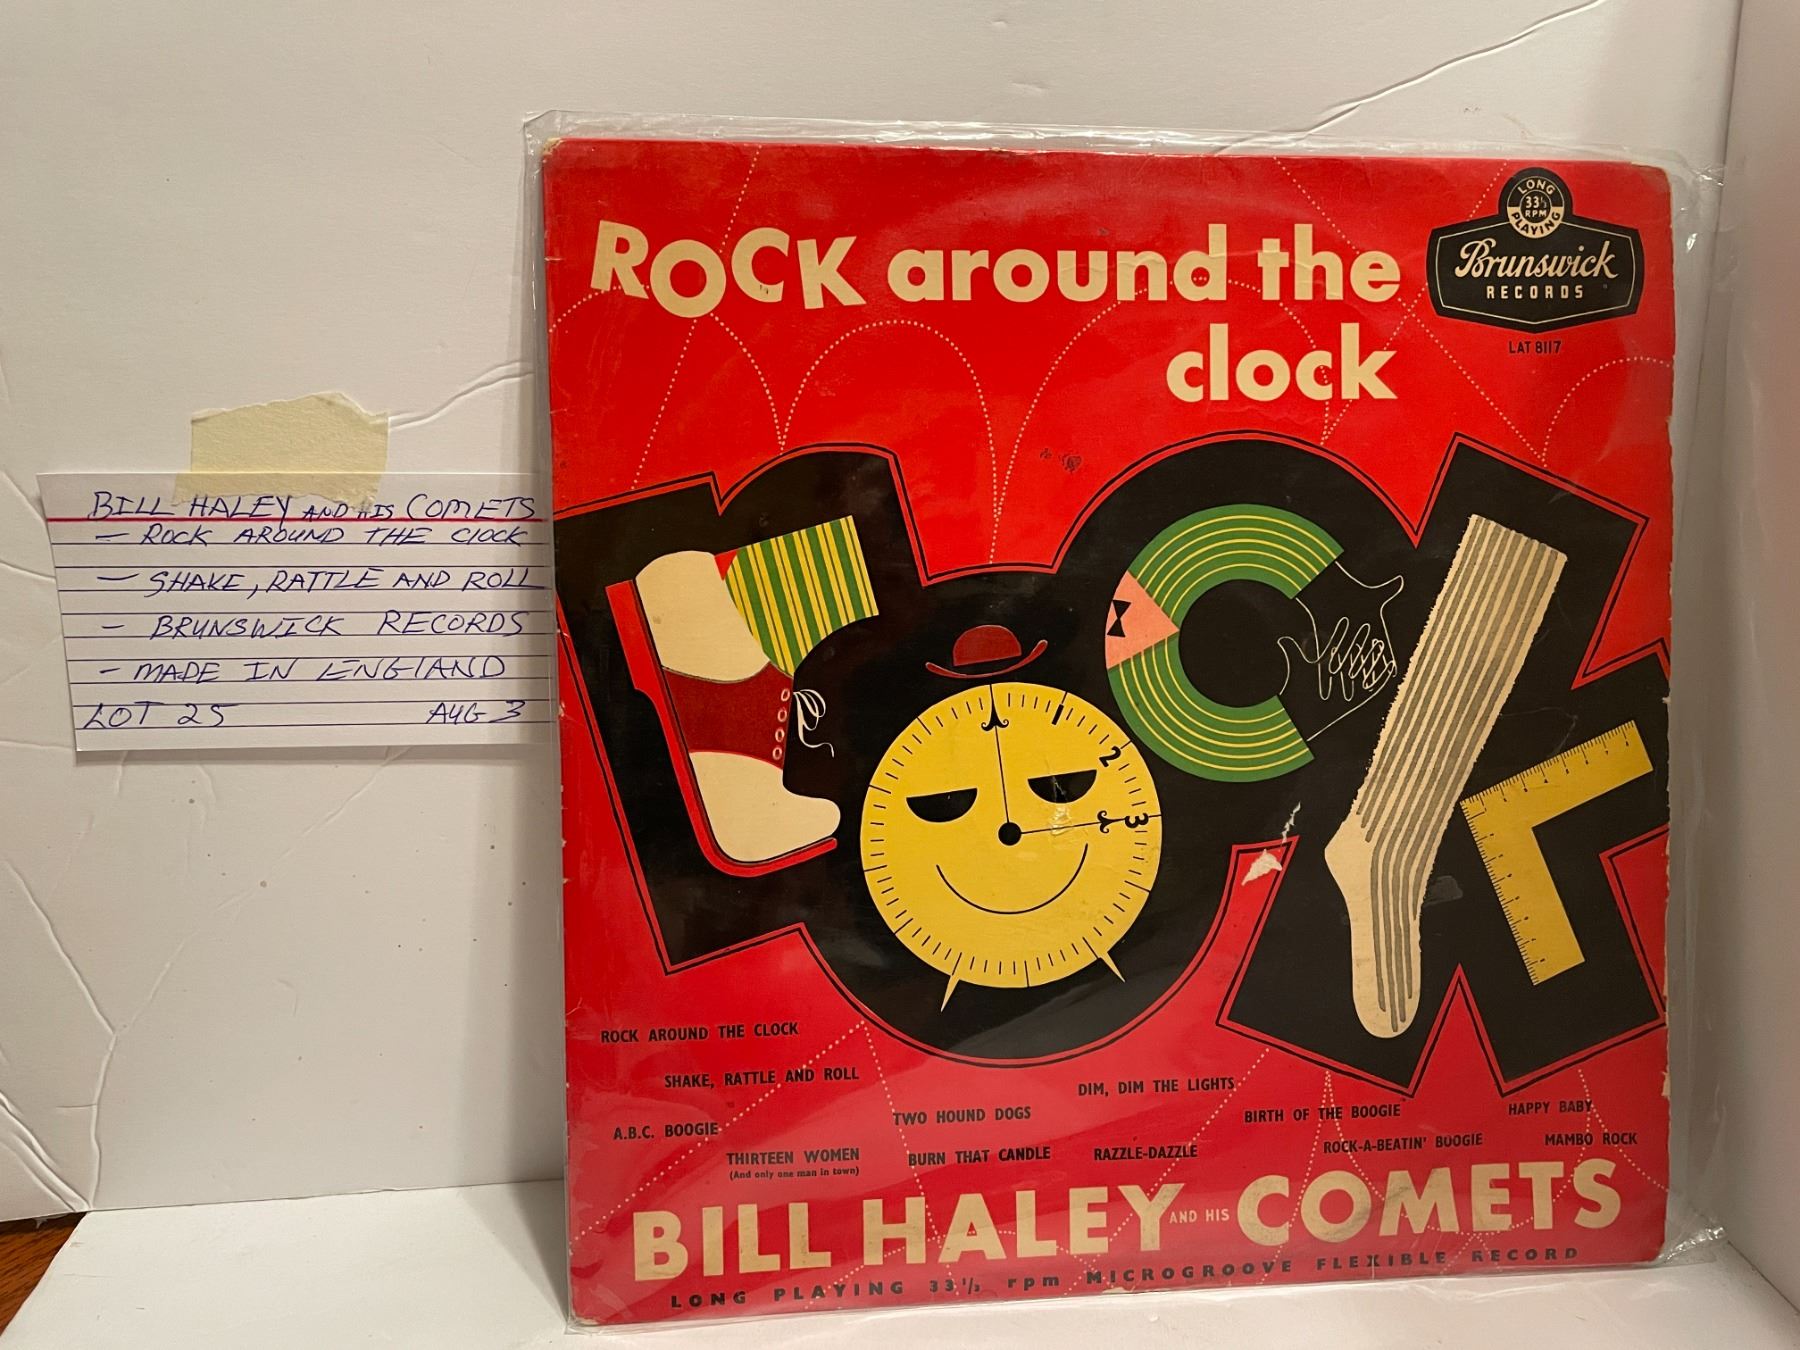 BILL HALEY AND HIS COMETS
- ROCK AROUND THE CLOCK
- SHAKE, RATTLE AND ROLL
- BRUNSWICK RECORDS
- MADE IN ENGLAND
LOT 25 AUG 3
ROCK around the
clock
LONG
33⅓
RPM
PLAYING
Brunswick
RECORDS
LAT 8117
1
2
3
ROCK AROUND THE CLOCK
SHAKE, RATTLE AND ROLL
DIM, DIM THE LIGHTS
A.B.C. BOOGIE
TWO HOUND DOGS
BIRTH OF THE BOOGIE
HAPPY BABY
THIRTEEN WOMEN
(And only one man in town)
BURN THAT CANDLE
RAZZLE-DAZZLE
ROCK-A-BEATIN' BOOGIE
MAMBO ROCK
BILL HALEY AND HIS COMETS
LONG PLAYING 33⅓ rpm MICROGROOVE FLEXIBLE RECORD